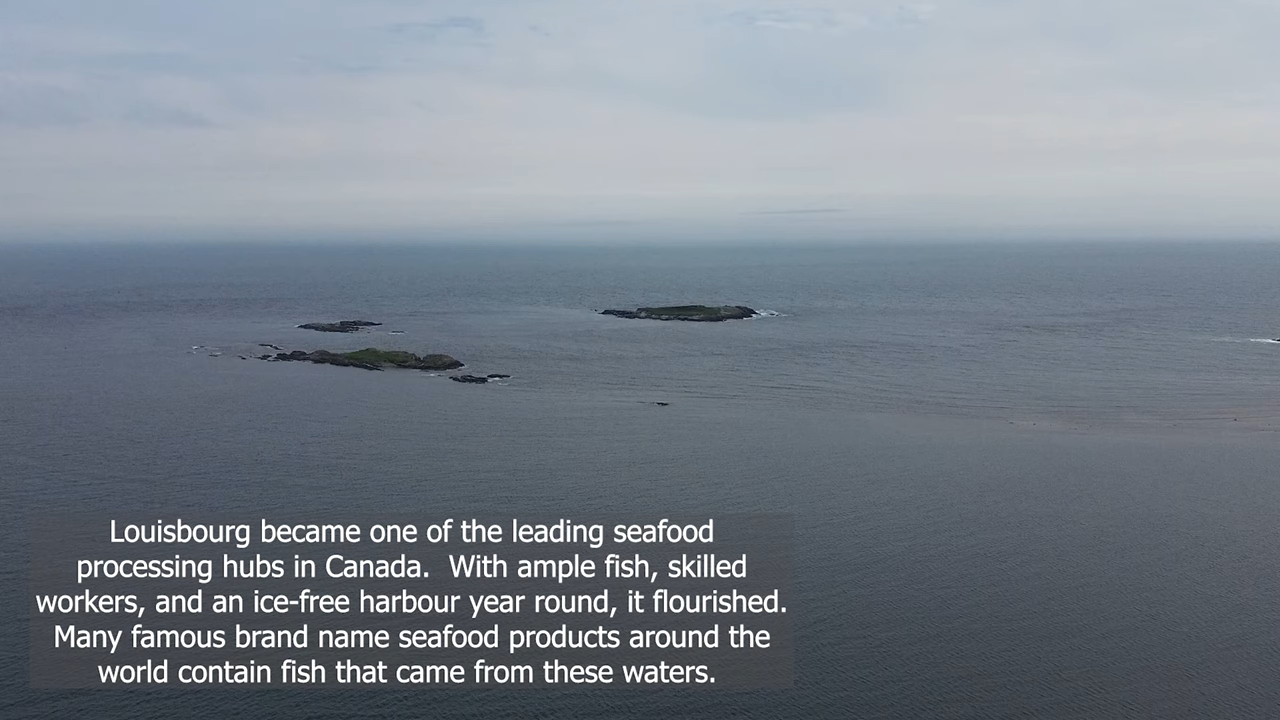 Louisbourg became one of the leading seafood
processing hubs in Canada.  With ample fish, skilled
workers, and an ice-free harbour year round, it flourished.
Many famous brand name seafood products around the
world contain fish that came from these waters.